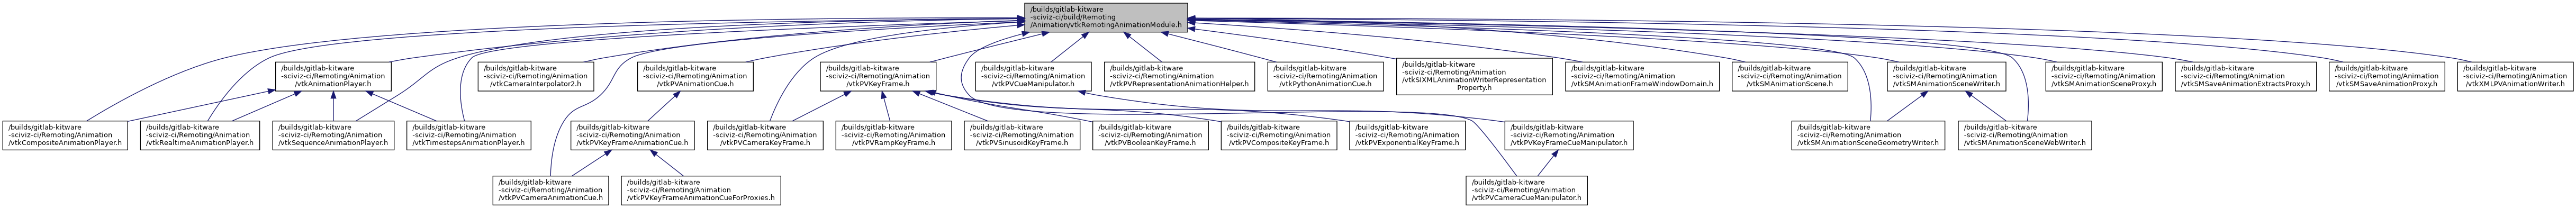 /builds/gitlab-kitware
-sciviz-ci/build/Remoting
/Animation/vtkRemotingAnimationModule.h
/builds/gitlab-kitware
-sciviz-ci/Remoting/Animation
/vtkAnimationPlayer.h
/builds/gitlab-kitware
-sciviz-ci/Remoting/Animation
/vtkCameraInterpolator2.h
/builds/gitlab-kitware
-sciviz-ci/Remoting/Animation
/vtkPVAnimationCue.h
/builds/gitlab-kitware
-sciviz-ci/Remoting/Animation
/vtkPVKeyFrame.h
/builds/gitlab-kitware
-sciviz-ci/Remoting/Animation
/vtkPVCueManipulator.h
/builds/gitlab-kitware
-sciviz-ci/Remoting/Animation
/vtkPVRepresentationAnimationHelper.h
/builds/gitlab-kitware
-sciviz-ci/Remoting/Animation
/vtkPythonAnimationCue.h
/builds/gitlab-kitware
-sciviz-ci/Remoting/Animation
/vtkSIXMLAnimationWriterRepresentation
Property.h
/builds/gitlab-kitware
-sciviz-ci/Remoting/Animation
/vtkSMAnimationFrameWindowDomain.h
/builds/gitlab-kitware
-sciviz-ci/Remoting/Animation
/vtkSMAnimationScene.h
/builds/gitlab-kitware
-sciviz-ci/Remoting/Animation
/vtkSMAnimationSceneWriter.h
/builds/gitlab-kitware
-sciviz-ci/Remoting/Animation
/vtkSMAnimationSceneProxy.h
/builds/gitlab-kitware
-sciviz-ci/Remoting/Animation
/vtkSMSaveAnimationExtractsProxy.h
/builds/gitlab-kitware
-sciviz-ci/Remoting/Animation
/vtkSMSaveAnimationProxy.h
/builds/gitlab-kitware
-sciviz-ci/Remoting/Animation
/vtkXMLPVAnimationWriter.h
/builds/gitlab-kitware
-sciviz-ci/Remoting/Animation
/vtkCompositeAnimationPlayer.h
/builds/gitlab-kitware
-sciviz-ci/Remoting/Animation
/vtkRealtimeAnimationPlayer.h
/builds/gitlab-kitware
-sciviz-ci/Remoting/Animation
/vtkSequenceAnimationPlayer.h
/builds/gitlab-kitware
-sciviz-ci/Remoting/Animation
/vtkTimestepsAnimationPlayer.h
/builds/gitlab-kitware
-sciviz-ci/Remoting/Animation
/vtkPVKeyFrameAnimationCue.h
/builds/gitlab-kitware
-sciviz-ci/Remoting/Animation
/vtkPVCameraKeyFrame.h
/builds/gitlab-kitware
-sciviz-ci/Remoting/Animation
/vtkPVRampKeyFrame.h
/builds/gitlab-kitware
-sciviz-ci/Remoting/Animation
/vtkPVSinusoidKeyFrame.h
/builds/gitlab-kitware
-sciviz-ci/Remoting/Animation
/vtkPVBooleanKeyFrame.h
/builds/gitlab-kitware
-sciviz-ci/Remoting/Animation
/vtkPVCompositeKeyFrame.h
/builds/gitlab-kitware
-sciviz-ci/Remoting/Animation
/vtkPVExponentialKeyFrame.h
/builds/gitlab-kitware
-sciviz-ci/Remoting/Animation
/vtkPVKeyFrameCueManipulator.h
/builds/gitlab-kitware
-sciviz-ci/Remoting/Animation
/vtkSMAnimationSceneGeometryWriter.h
/builds/gitlab-kitware
-sciviz-ci/Remoting/Animation
/vtkSMAnimationSceneWebWriter.h
/builds/gitlab-kitware
-sciviz-ci/Remoting/Animation
/vtkPVCameraAnimationCue.h
/builds/gitlab-kitware
-sciviz-ci/Remoting/Animation
/vtkPVKeyFrameAnimationCueForProxies.h
/builds/gitlab-kitware
-sciviz-ci/Remoting/Animation
/vtkPVCameraCueManipulator.h